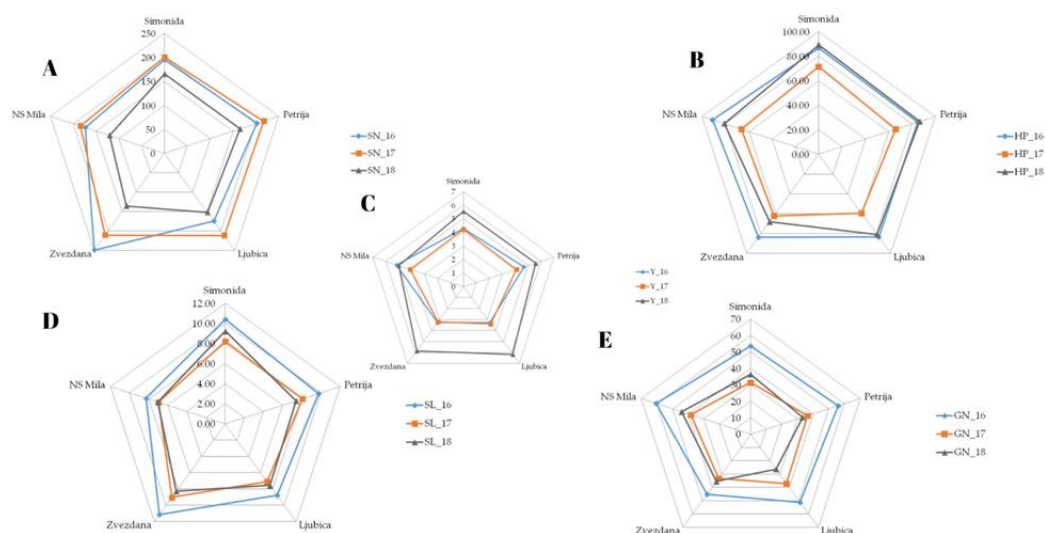 A
Simonida
250
200
150
100
50
0
NS Mila
Petrija
Zvezdana
Ljubica
SN_16
SN_17
SN_18
B
Simonida
100.00
80.00
60.00
40.00
20.00
0.00
NS Mila
Petrija
Zvezdana
Ljubica
HP_16
HP_17
HP_18
C
Simonida
7
6
5
4
3
2
1
0
NS Mila
Petrija
Zvezdana
Ljubica
Y_16
Y_17
Y_18
D
Simonida
12.00
10.00
8.00
6.00
4.00
2.00
0.00
NS Mila
Petrija
Zvezdana
Ljubica
SL_16
SL_17
SL_18
E
Simonida
70
60
50
40
30
20
10
0
NS Mila
Petrija
Zvezdana
Ljubica
GN_16
GN_17
GN_18